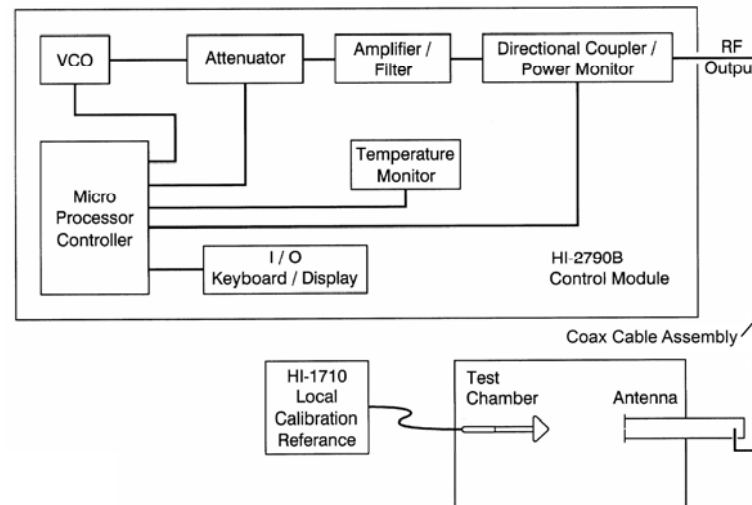 VCO
Attenuator
Amplifier /
Filter
Directional Coupler /
Power Monitor
RF
Outpu
Micro
Processor
Controller
Temperature
Monitor
I / O
Keyboard / Display
HI-2790B
Control Module
Coax Cable Assembly
HI-1710
Local
Calibration
Referance
Test
Chamber
Antenna